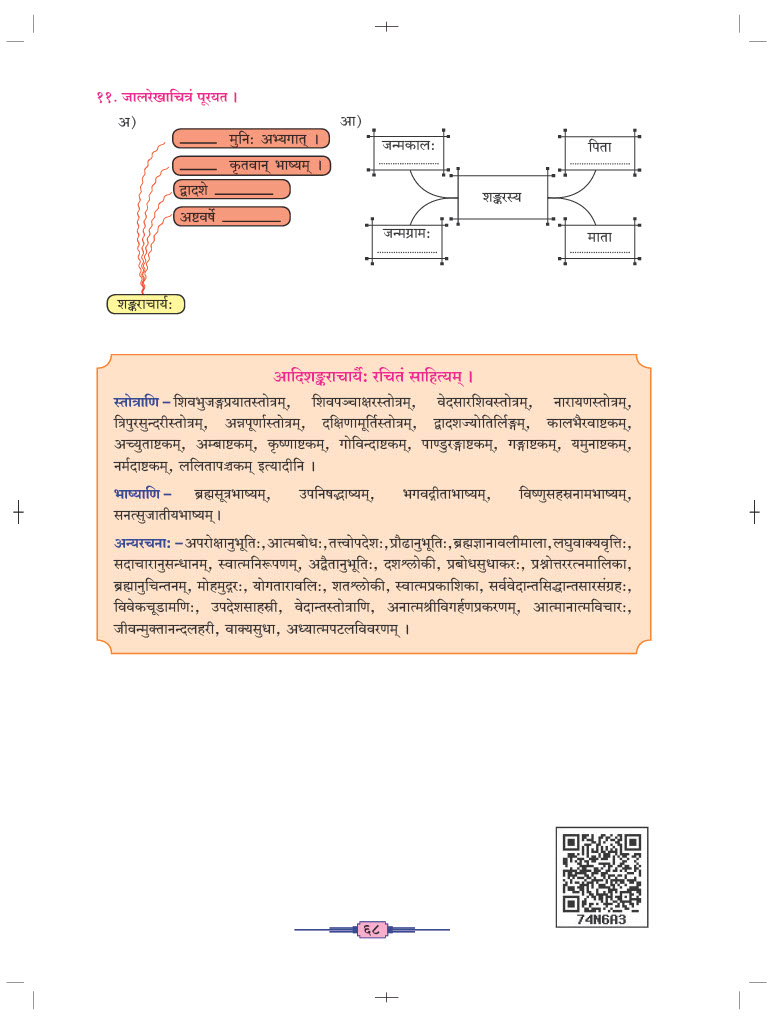 ११. जालरेखाचित्रं पूरयत ।
अ)
______ मुनिः अभ्यगात् ।
______ कृतवान् भाष्यम् ।
द्वादशे ________
अष्टवर्षे ________
शङ्कराचार्यः
आ)
जन्मकालः
पिता
शङ्करस्य
जन्मग्रामः
माता
आदिशङ्कराचार्यैः रचितं साहित्यम् ।
स्तोत्राणि – शिवभुजङ्गप्रयातस्तोत्रम्, शिवपञ्चाक्षरस्तोत्रम्, वेदसारशिवस्तोत्रम्, नारायणस्तोत्रम्,
त्रिपुरसुन्दरीस्तोत्रम्, अन्नपूर्णास्तोत्रम्, दक्षिणामूर्तिस्तोत्रम्, द्वादशज्योतिर्लिङ्गम्, कालभैरवाष्टकम्,
अच्युताष्टकम्, अम्बाष्टकम्, कृष्णाष्टकम्, गोविन्दाष्टकम्, पाण्डुरङ्गाष्टकम्, गङ्गाष्टकम्, यमुनाष्टकम्,
नर्मदाष्टकम्, ललितापञ्चकम् इत्यादीनि ।
भाष्याणि – ब्रह्मसूत्रभाष्यम्, उपनिषद्भाष्यम्, भगवद्गीताभाष्यम्, विष्णुसहस्रनामभाष्यम्,
सनत्सुजातीयभाष्यम् ।
अन्यरचनाः – अपरोक्षानुभूतिः, आत्मबोधः, तत्त्वोपदेशः, प्रौढानुभूतिः, ब्रह्मज्ञानावलीमाला, लघुवाक्यवृत्तिः,
सदाचारानुसन्धानम्, स्वात्मनिरूपणम्, अद्वैतानुभूतिः, दशश्लोकी, प्रबोधसुधाकरः, प्रश्नोत्तररत्नमालिका,
ब्रह्मानुचिन्तनम्, मोहमुद्गरः, योगतारावलिः, शतश्लोकी, स्वात्मप्रकाशिका, सर्ववेदान्तसिद्धान्तसारसंग्रहः,
विवेकचूडामणिः, उपदेशसाहस्री, वेदान्तस्तोत्राणि, अनात्मश्रीविगर्हणप्रकरणम्, आत्मानात्मविचारः,
जीवन्मुक्तानन्दलहरी, वाक्यसुधा, अध्यात्मपटलविवरणम् ।
74N6A3
६८